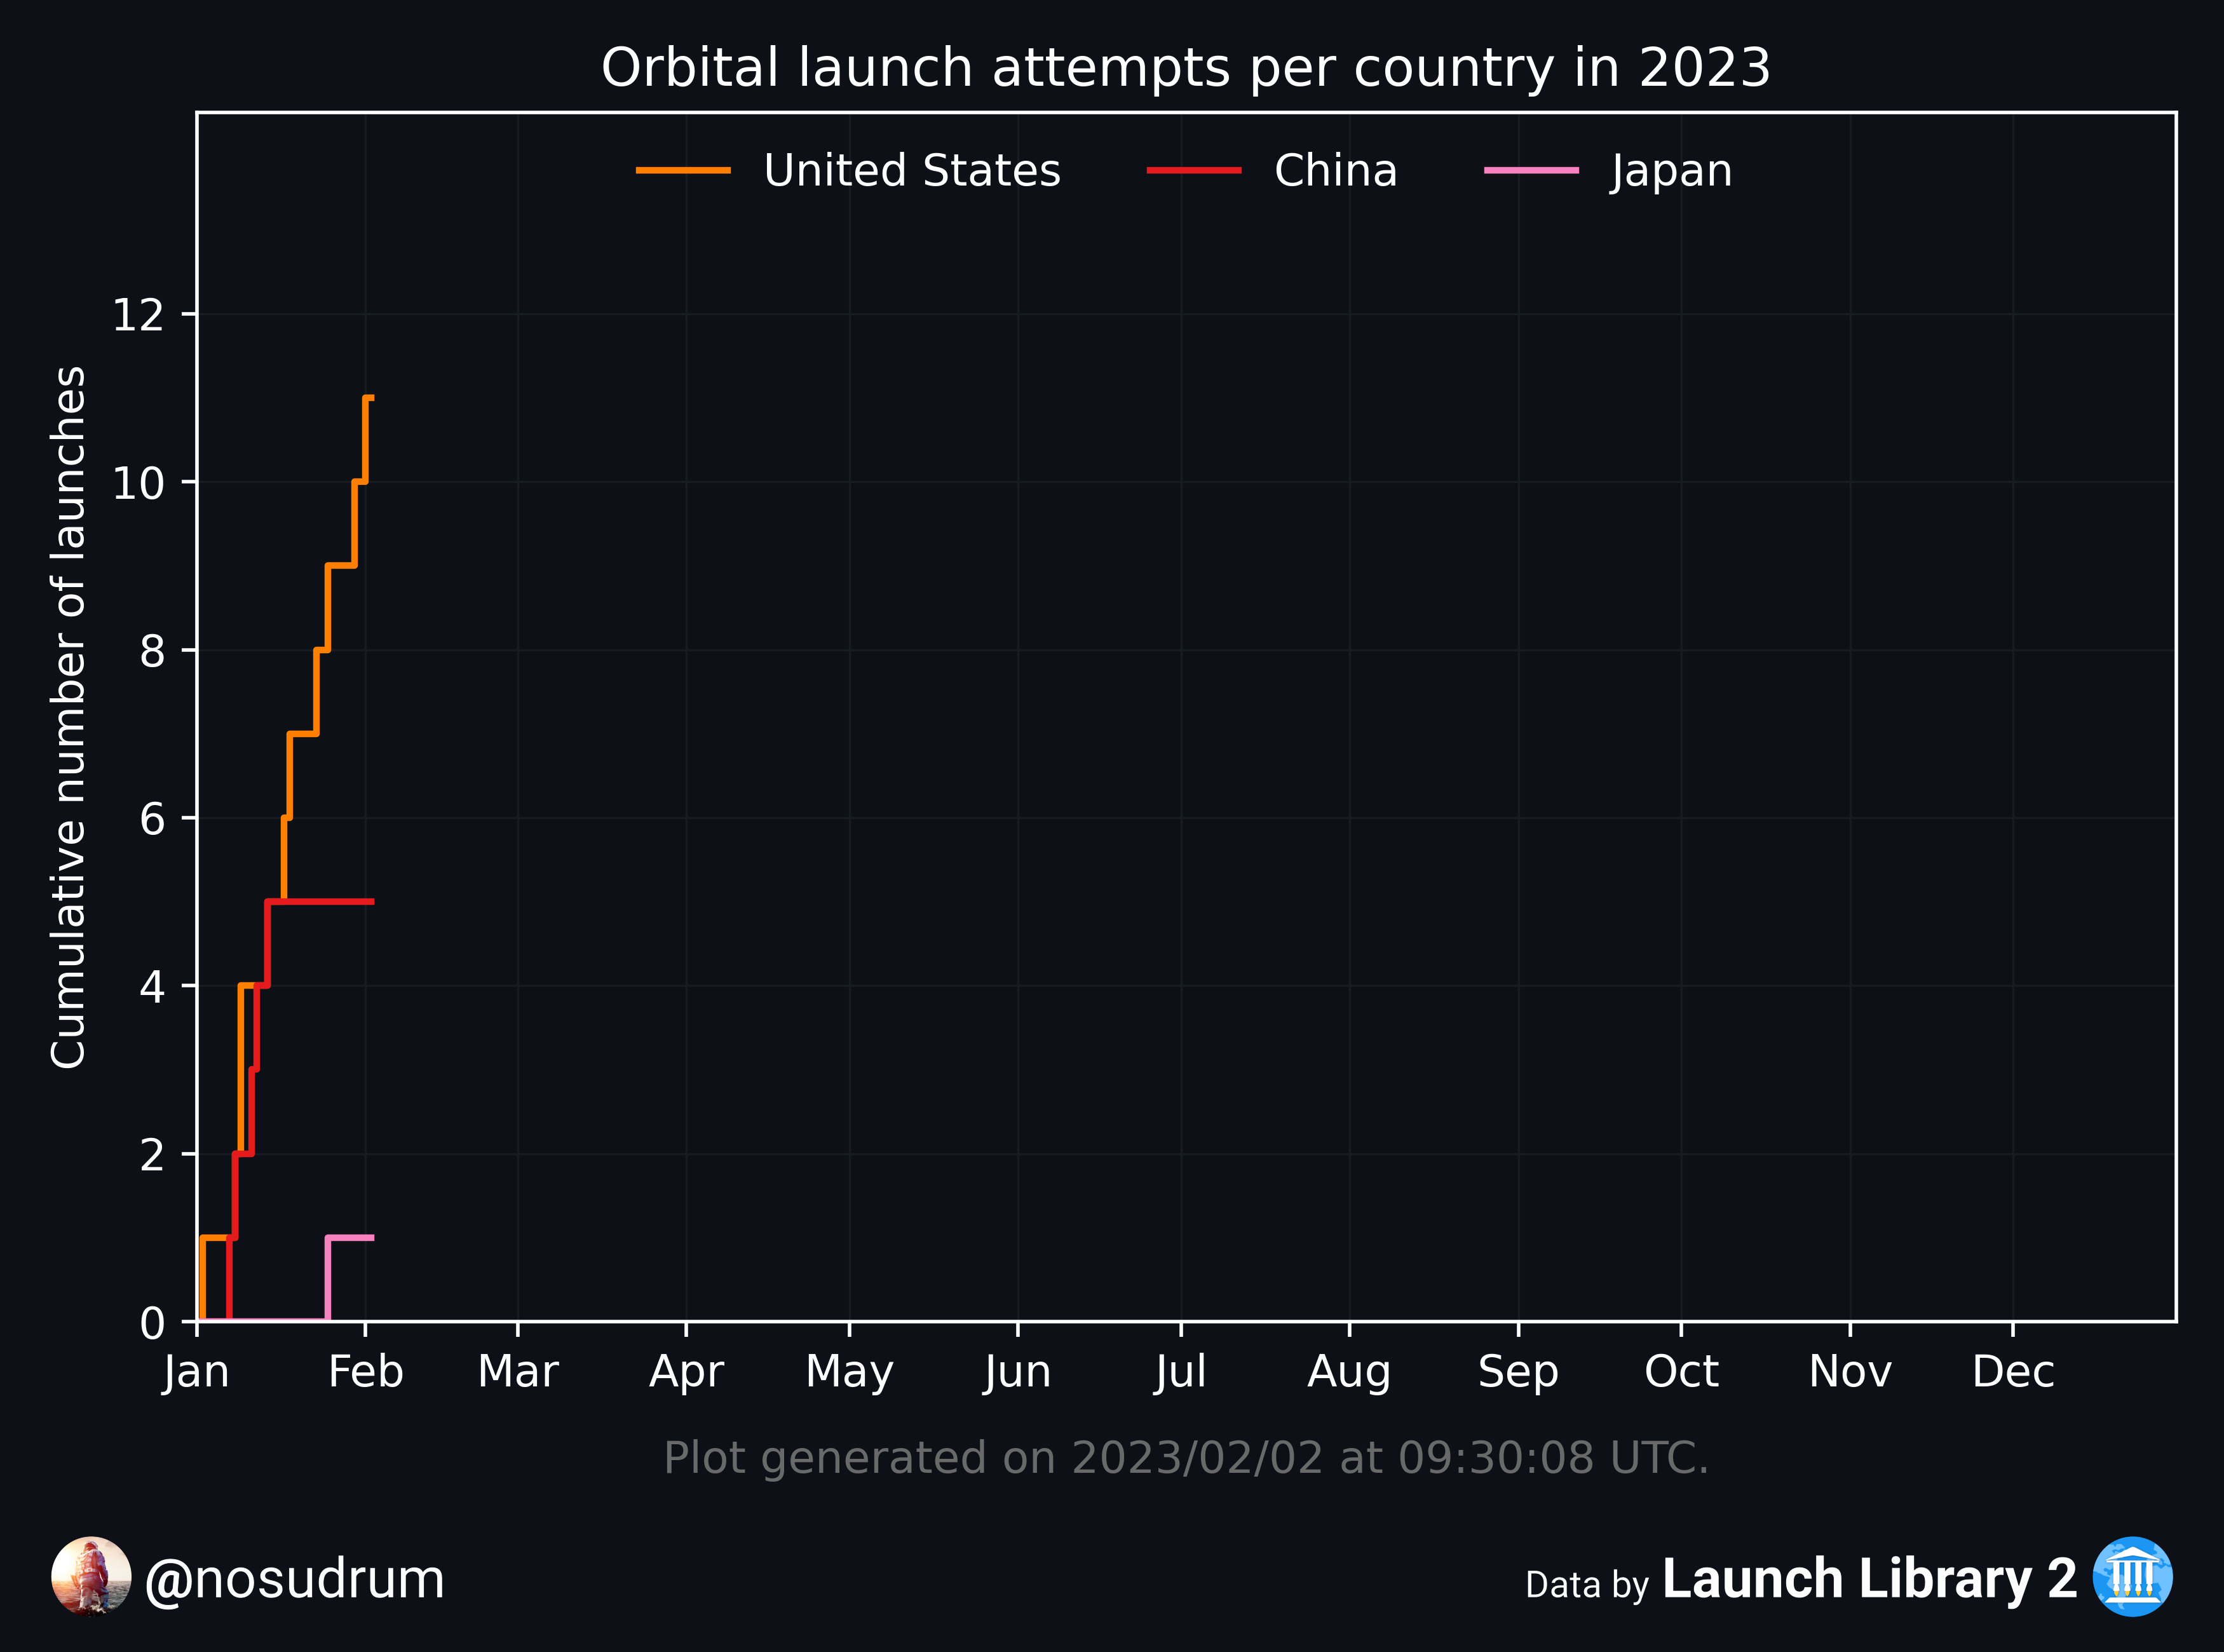 Orbital launch attempts per country in 2023
United States China Japan
Cumulative number of launches
12
10
8
6
4
2
0
Jan Feb Mar Apr May Jun Jul Aug Sep Oct Nov Dec
Plot generated on 2023/02/02 at 09:30:08 UTC.
@nosudrum
Data by Launch Library 2